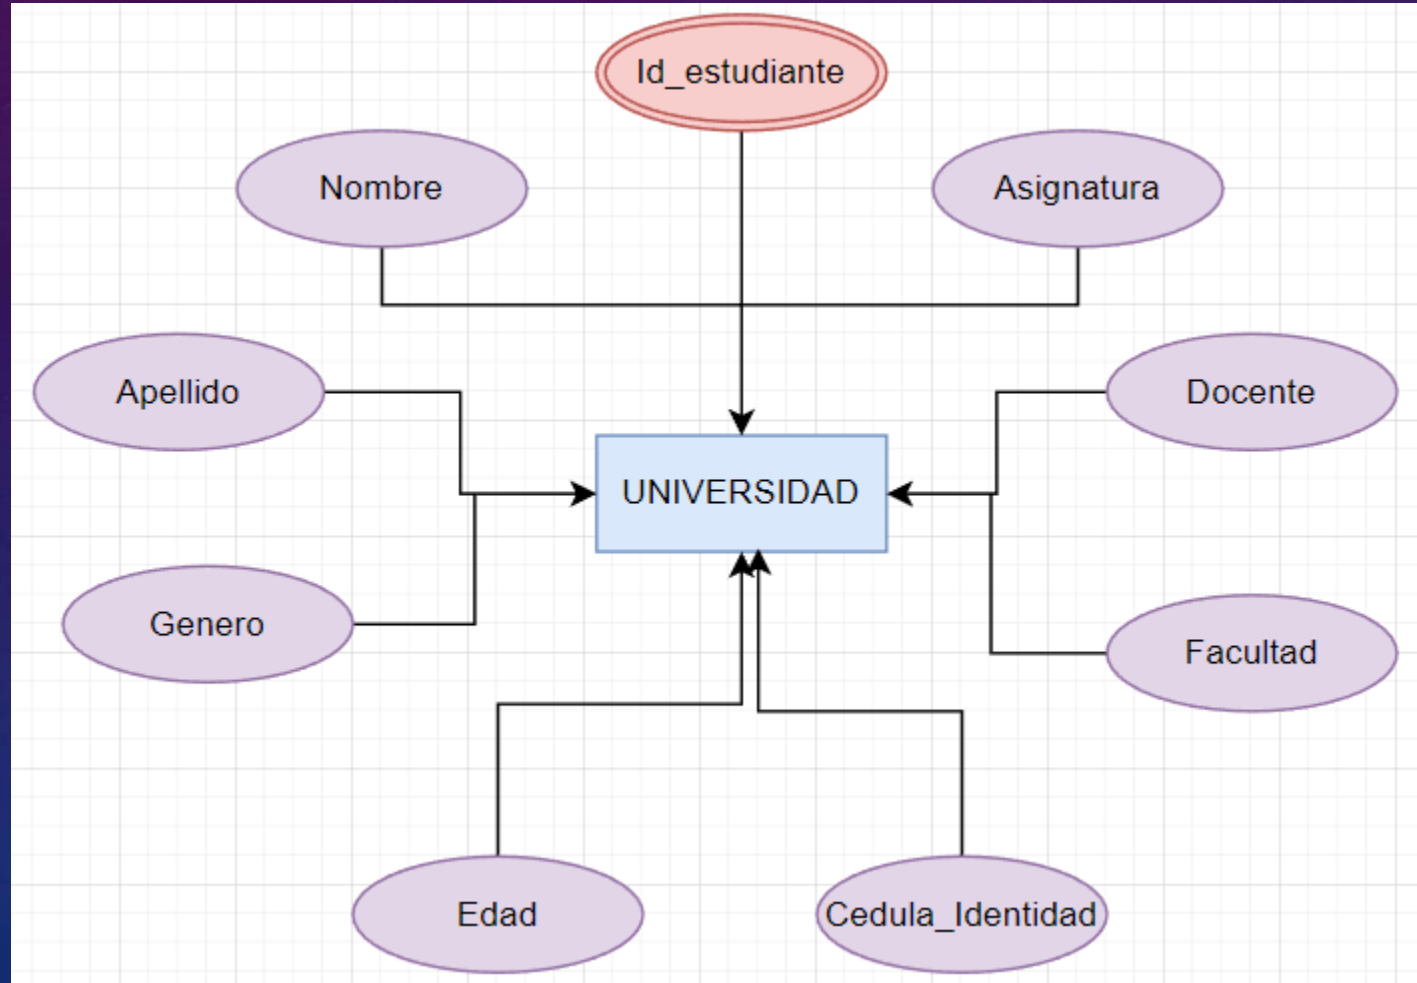 Id_estudiante
Nombre
Asignatura
Apellido
Docente
UNIVERSIDAD
Genero
Facultad
Edad
Cedula_Identidad